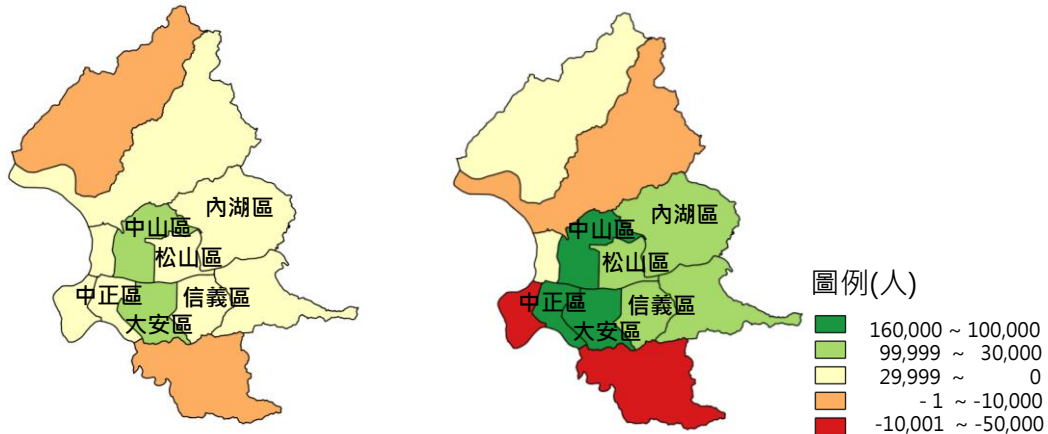 中山區
內湖區
松山區
中正區
信義區
大安區
中山區
內湖區
松山區
中正區
信義區
大安區
圖例(人)
160,000 ~ 100,000
99,999 ~ 30,000
29,999 ~ 0
- 1 ~ -10,000
-10,001 ~ -50,000